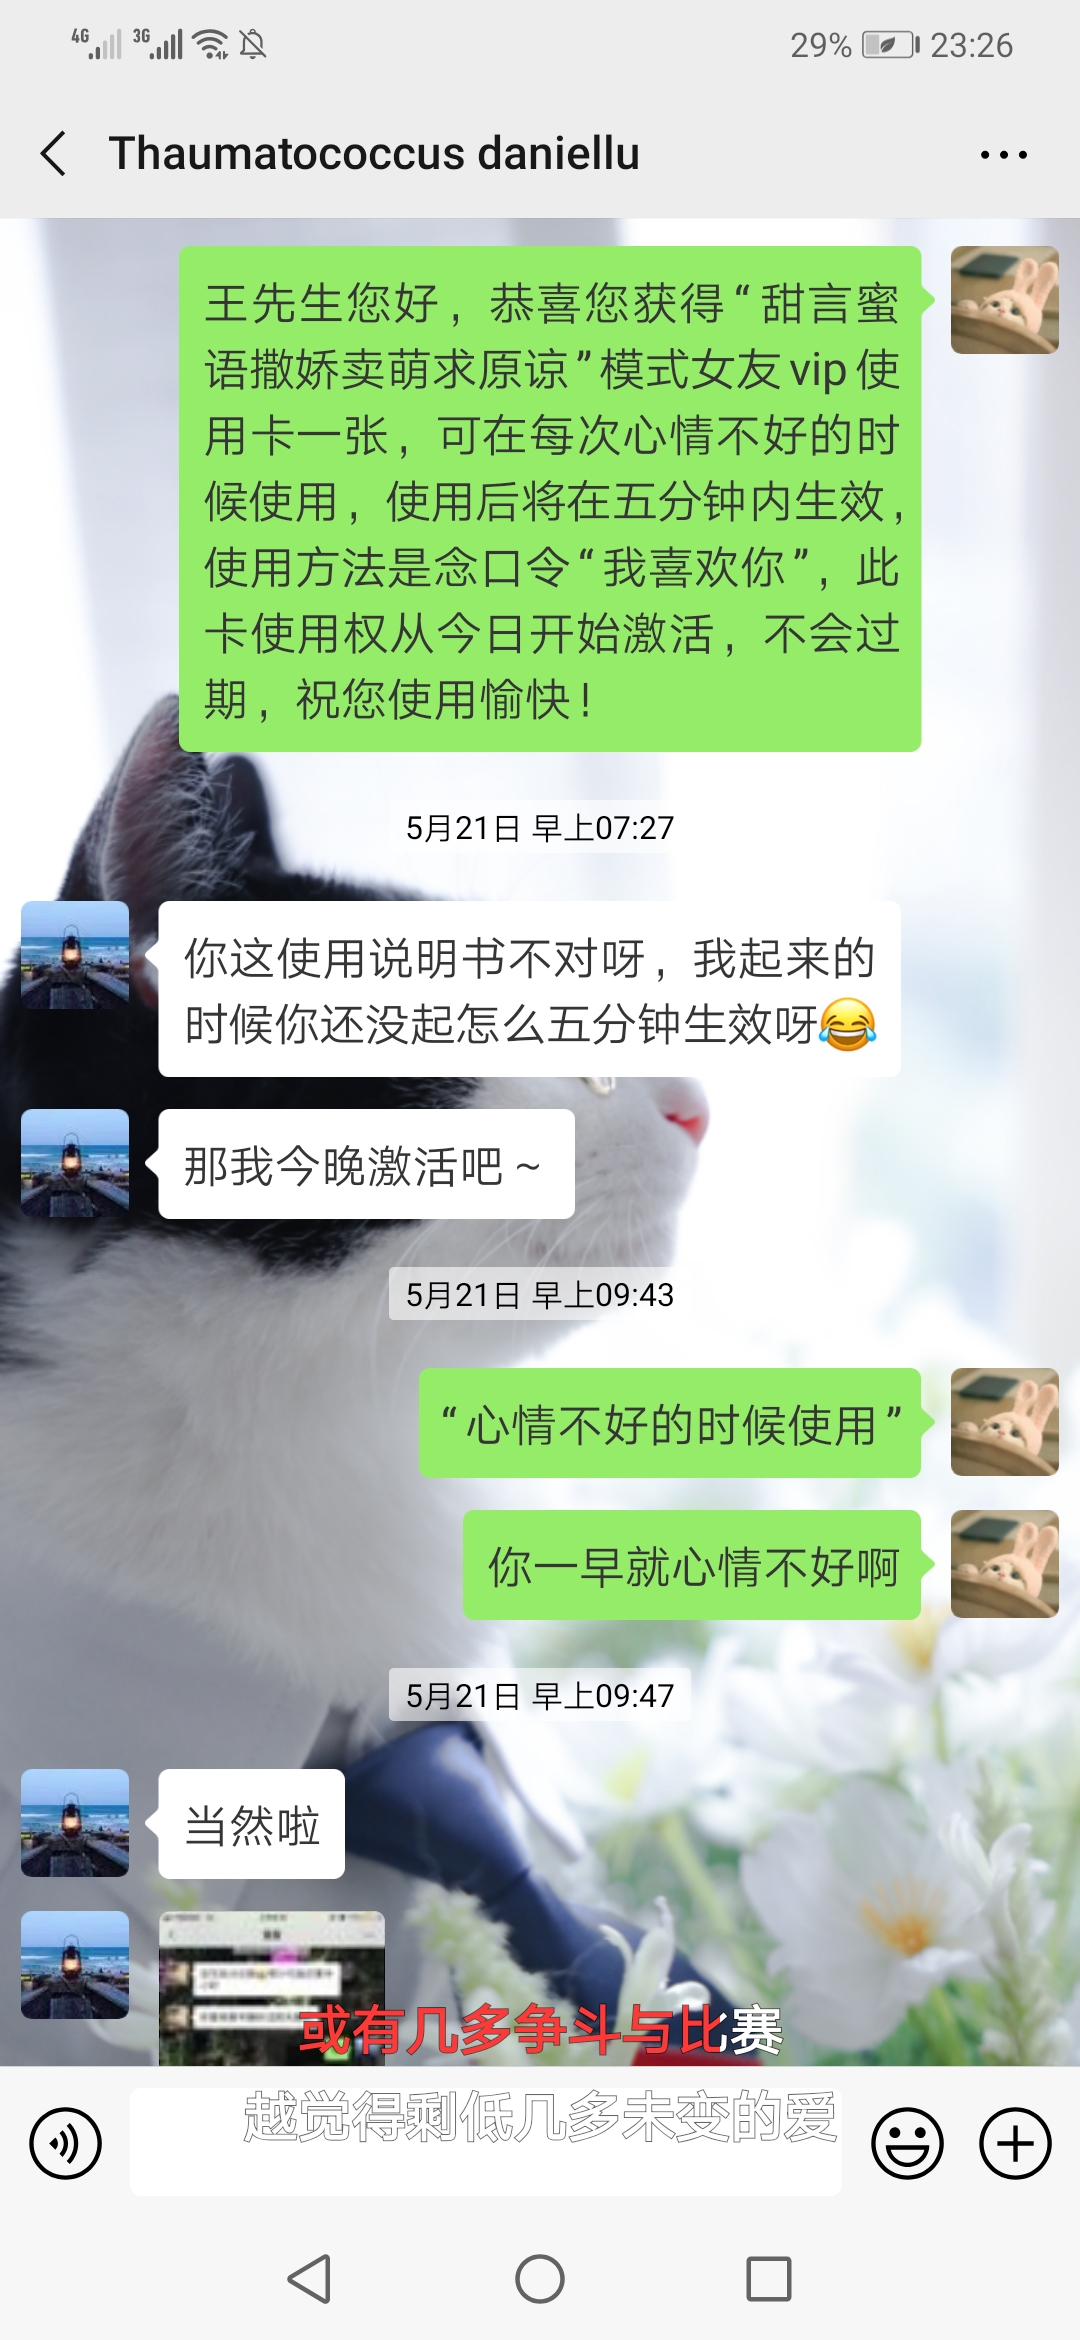 4G 3G 29% 23:26
Thaumatococcus daniellu
王先生您好，恭喜您获得“甜言蜜
语撒娇卖萌求原谅”模式女友vip使
用卡一张，可在每次心情不好的时
候使用，使用后将在五分钟内生效，
使用方法是念口令“我喜欢你”，此
卡使用权从今日开始激活，不会过
期，祝您使用愉快！
5月21日 早上07:27
你这使用说明书不对呀，我起来的
时候你还没起怎么五分钟生效呀😂
那我今晚激活吧～
5月21日 早上09:43
“心情不好的时候使用”
你一早就心情不好啊
5月21日 早上09:47
当然啦
或有几多争斗与比赛
越觉得剩低几多未变的爱